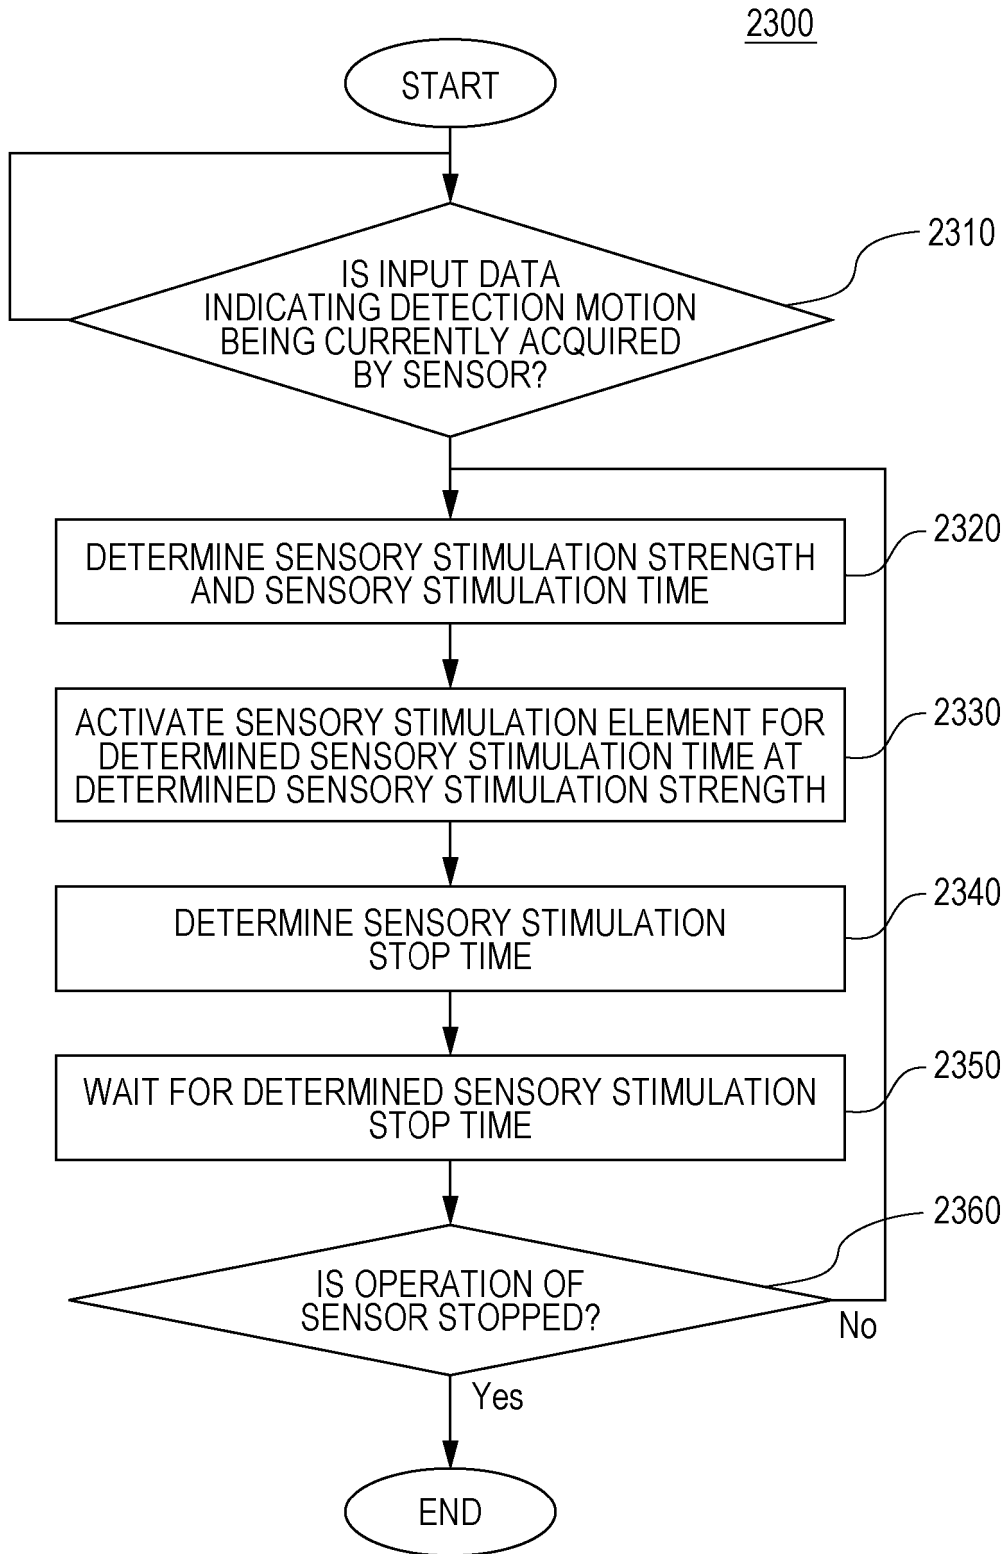 2300
START
IS INPUT DATA
INDICATING DETECTION MOTION
BEING CURRENTLY ACQUIRED
BY SENSOR?
2310
DETERMINE SENSORY STIMULATION STRENGTH
AND SENSORY STIMULATION TIME
2320
ACTIVATE SENSORY STIMULATION ELEMENT FOR
DETERMINED SENSORY STIMULATION TIME AT
DETERMINED SENSORY STIMULATION STRENGTH
2330
DETERMINE SENSORY STIMULATION
STOP TIME
2340
WAIT FOR DETERMINED SENSORY STIMULATION
STOP TIME
2350
IS OPERATION OF
SENSOR STOPPED?
2360
No
Yes
END